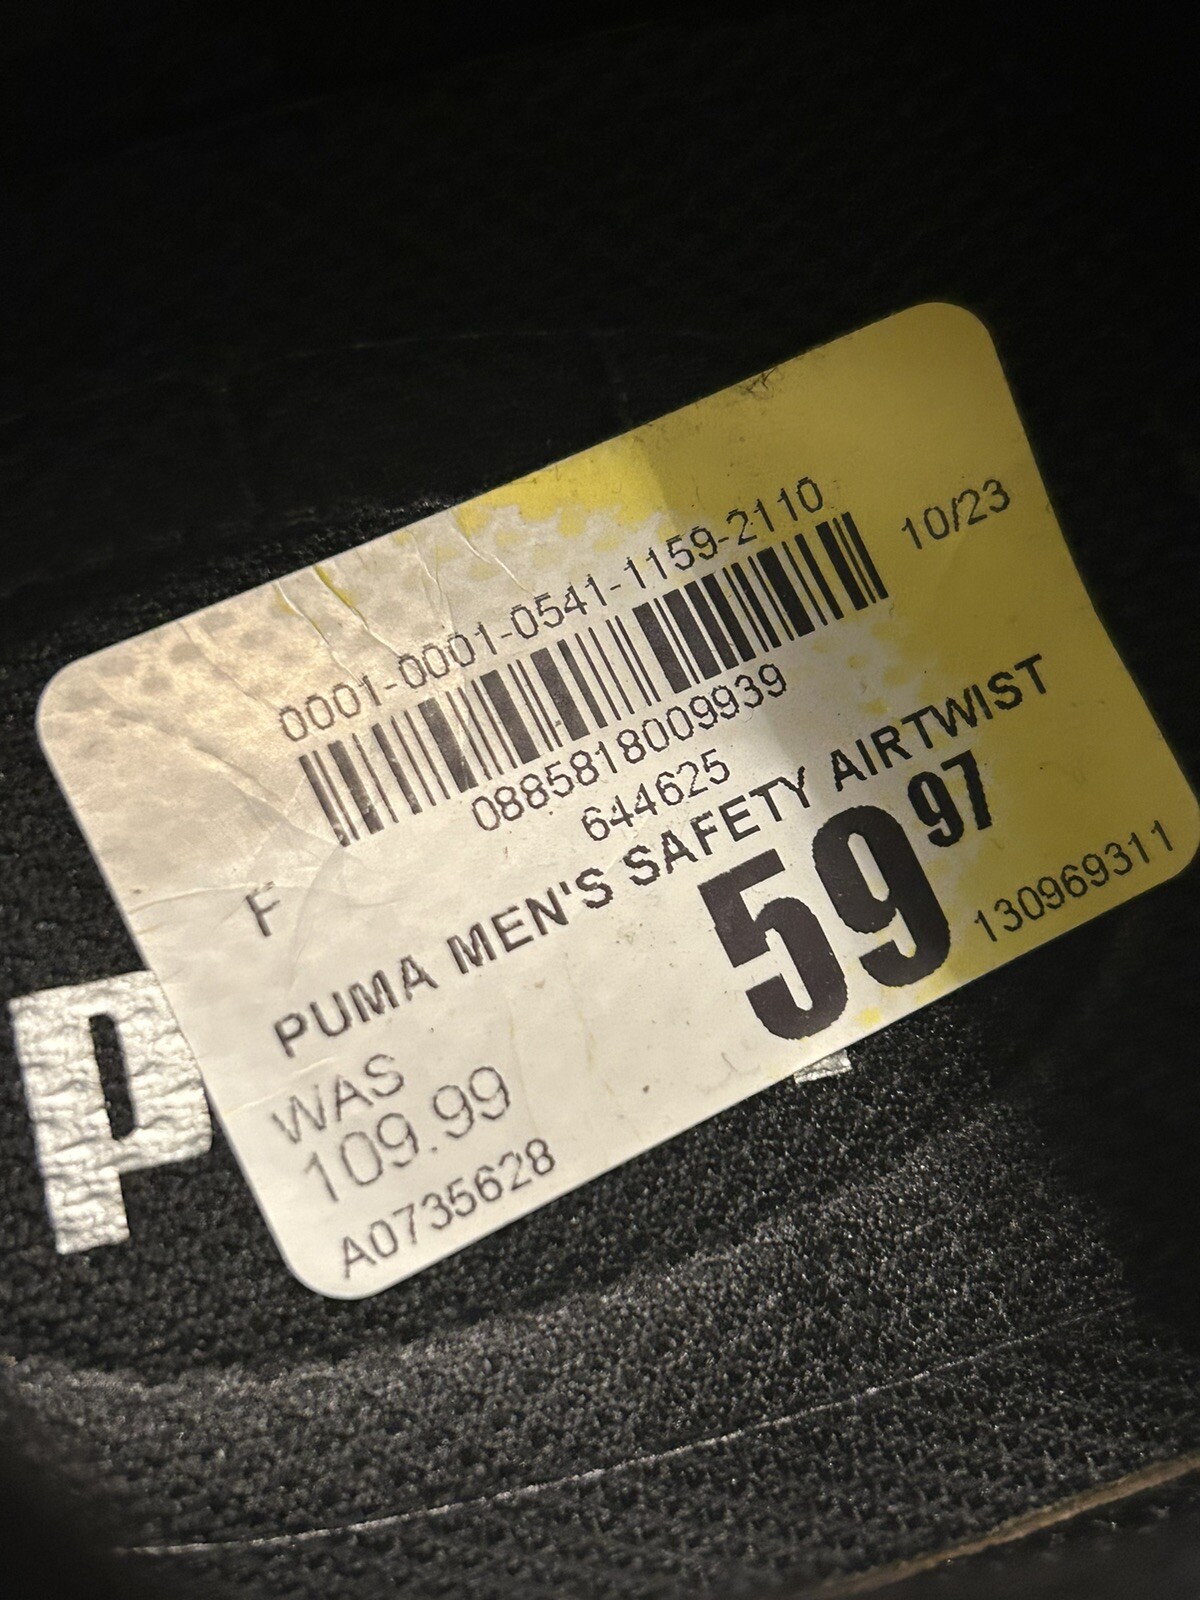 0001-0001-0541-1159-2110
10/23
0885818009939
644625
F
PUMA MEN'S SAFETY AIRTWIST
59 97
WAS
109.99
130969311
A0735628
P